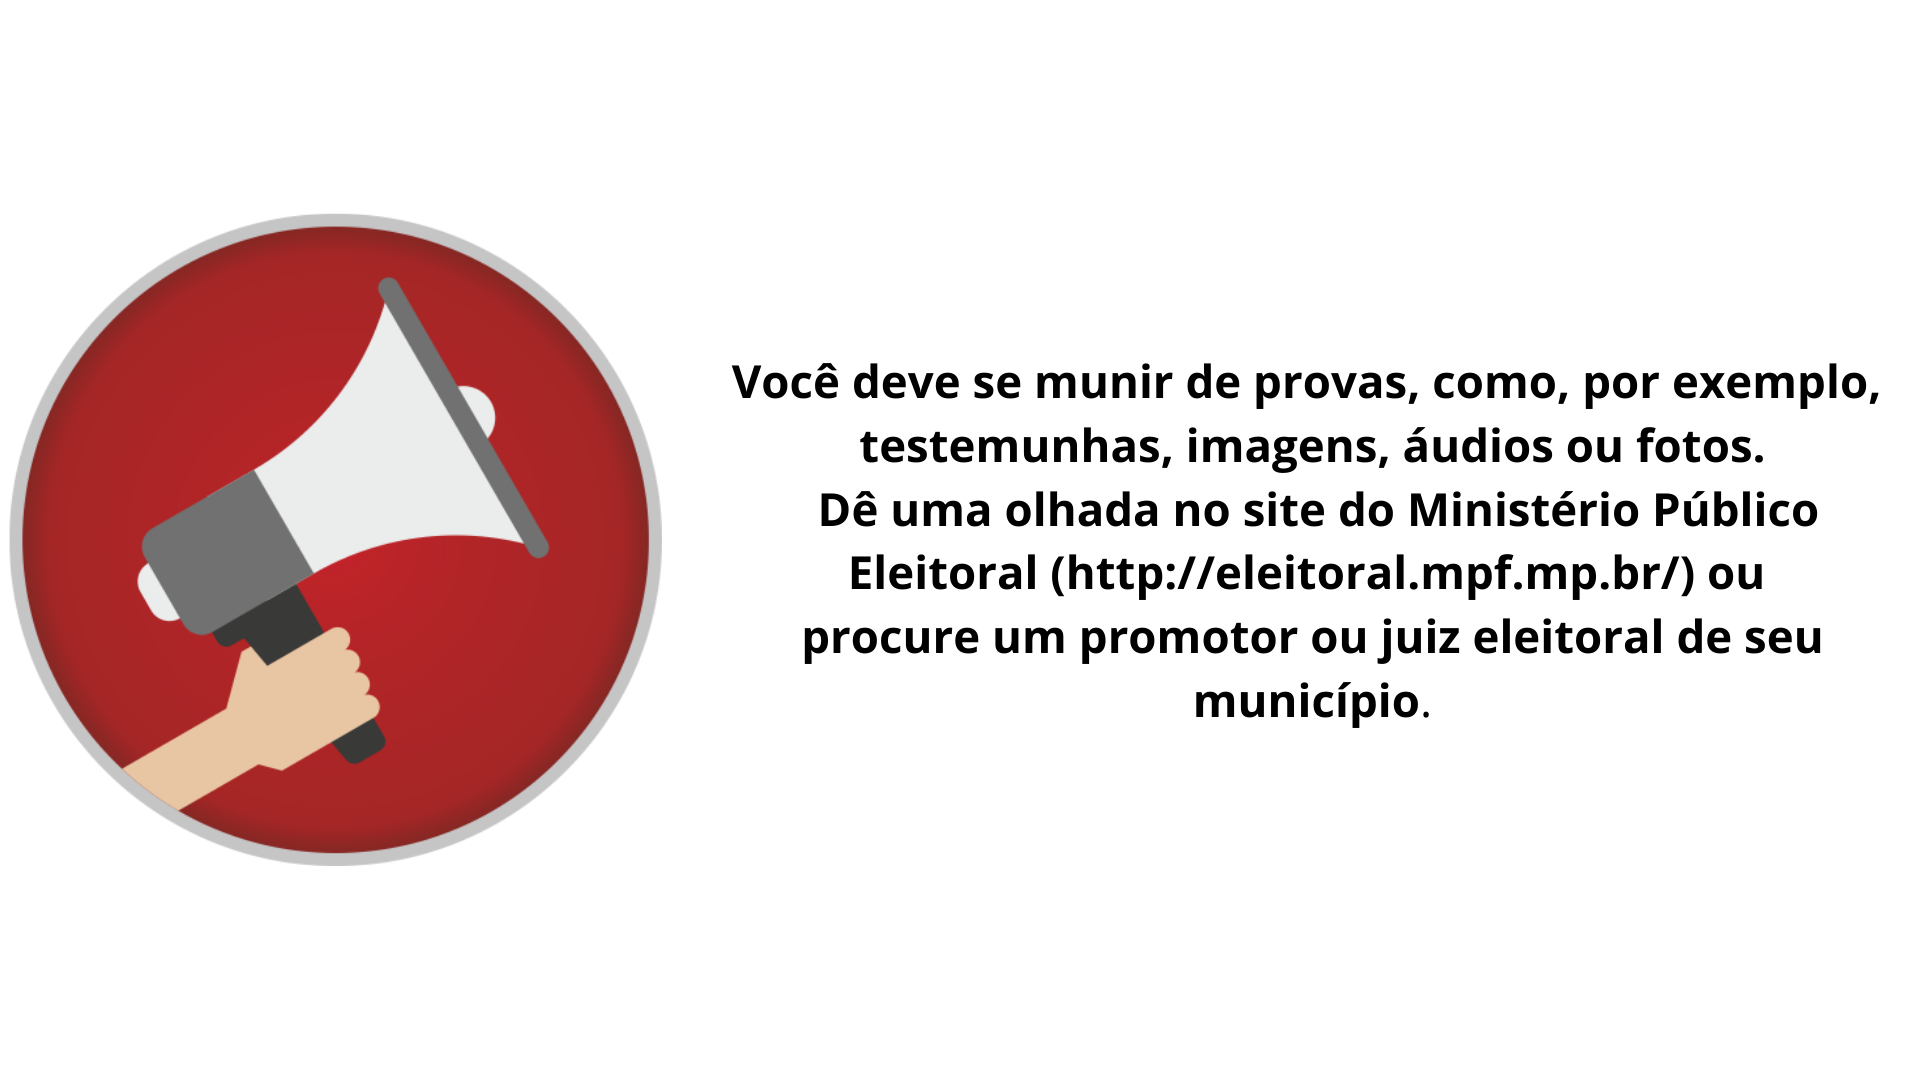 Você deve se munir de provas, como, por exemplo,
testemunhas, imagens, áudios ou fotos.
Dê uma olhada no site do Ministério Público
Eleitoral (http://eleitoral.mpf.mp.br/) ou
procure um promotor ou juiz eleitoral de seu
município.